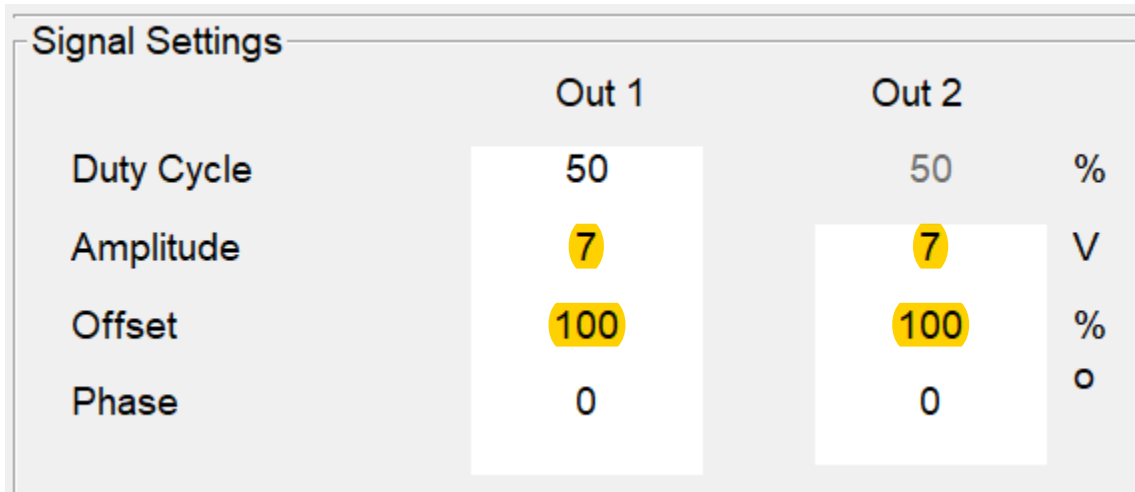 Signal Settings
Out 1 Out 2
Duty Cycle 50 50 %
Amplitude 7 7 V
Offset 100 100 %
Phase 0 0 o